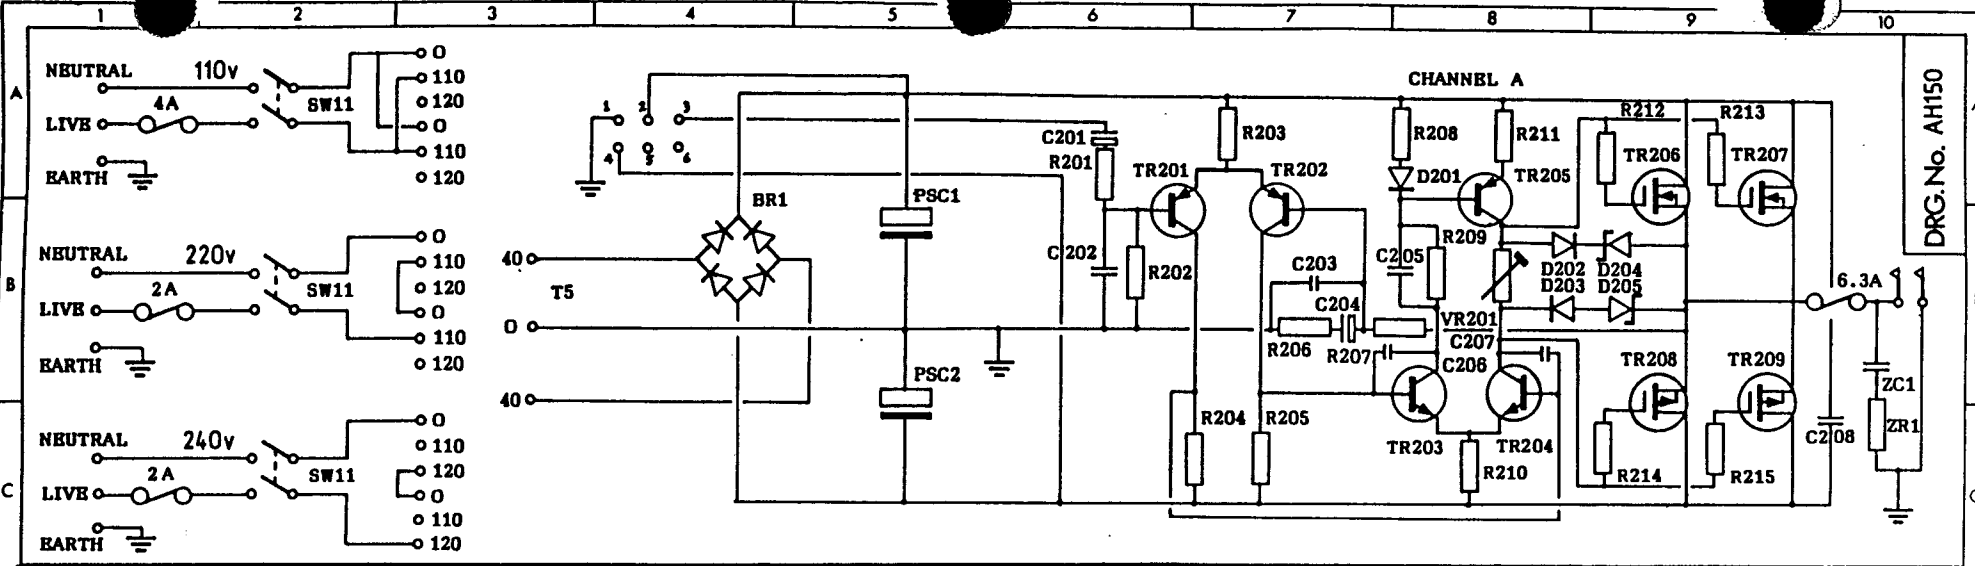 1 2 3 4 5 6 7 8 9 10
A
B
C
DRG.No. AH150
CHANNEL A
NEUTRAL 110v
4A SW11
LIVE
EARTH
0
110
120
0
110
120
NEUTRAL 220v
2A SW11
LIVE
EARTH
0
110
120
0
110
120
NEUTRAL 240v
2A SW11
LIVE
EARTH
0
110
120
0
110
120
40
T5
0
40
1 2 3
4 5 6
BR1
PSC1
PSC2
C201
R201
TR201
C202
R202
R203
TR202
C203
C204
R206
R207
R204
R205
R208
D201
R209
C205
R211
TR205
VR201
C207
C206
TR203
TR204
R210
D202 D204
D203 D205
R212
R213
TR206
TR207
TR208
TR209
R214
R215
6.3A
C208
ZC1
ZR1